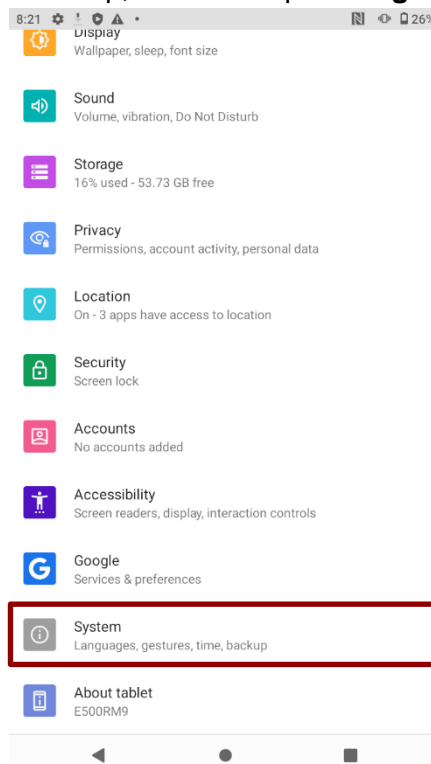 8:21 26%
Display
Wallpaper, sleep, font size
Sound
Volume, vibration, Do Not Disturb
Storage
16% used - 53.73 GB free
Privacy
Permissions, account activity, personal data
Location
On - 3 apps have access to location
Security
Screen lock
Accounts
No accounts added
Accessibility
Screen readers, display, interaction controls
Google
Services & preferences
System
Languages, gestures, time, backup
About tablet
E500RM9